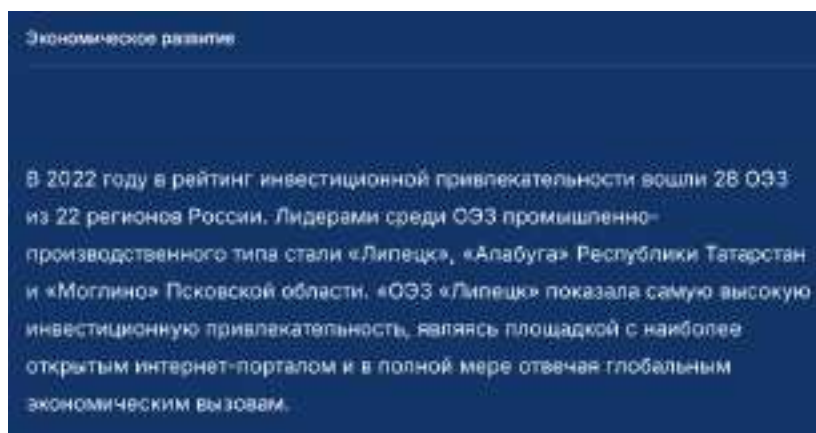 Экономическое развитие
В 2022 году в рейтинг инвестиционной привлекательности вошли 28 ОЭЗ
из 22 регионов России. Лидерами среди ОЭЗ промышленно-
производственного типа стали «Липецк», «Алабуга» Республики Татарстан
и «Моглино» Псковской области. «ОЭЗ «Липецк» показала самую высокую
инвестиционную привлекательность, являясь площадкой с наиболее
открытым интернет-порталом и в полной мере отвечая глобальным
экономическим вызовам.